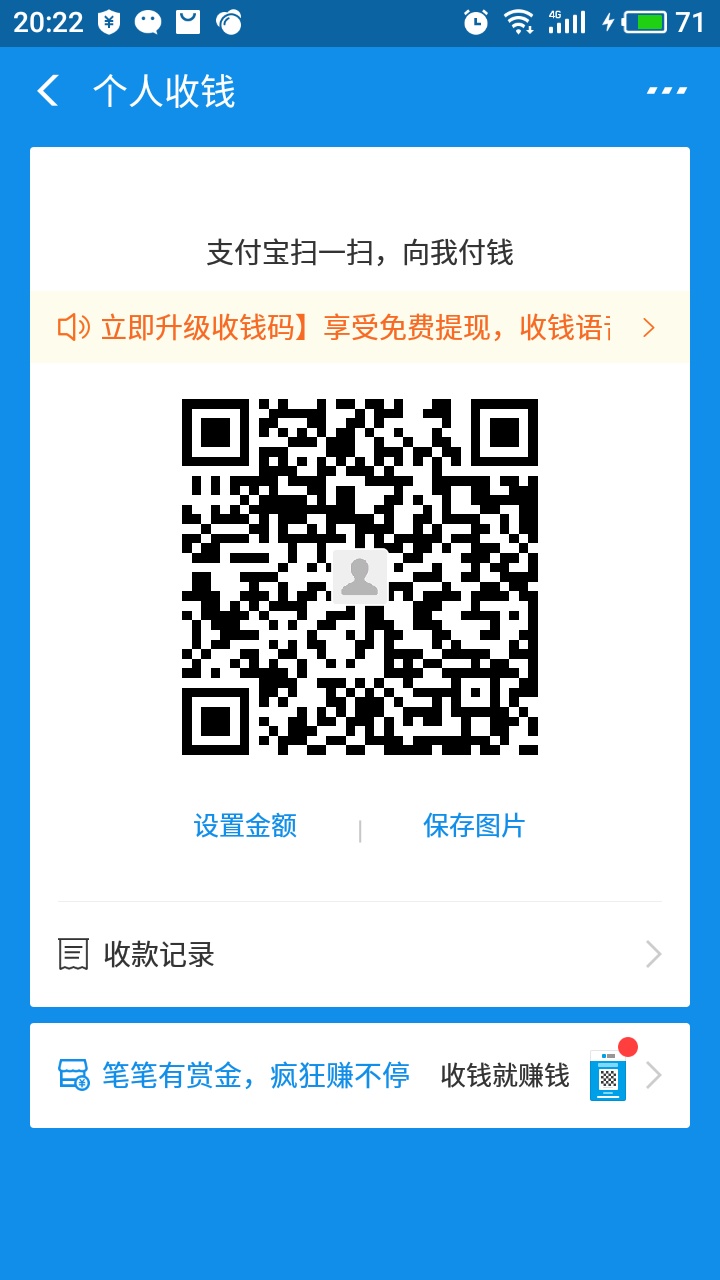 20:22
4G
71
个人收钱
支付宝扫一扫，向我付钱
立即升级收钱码】享受免费提现，收钱语
设置金额 | 保存图片
收款记录
笔笔有赏金，疯狂赚不停 收钱就赚钱